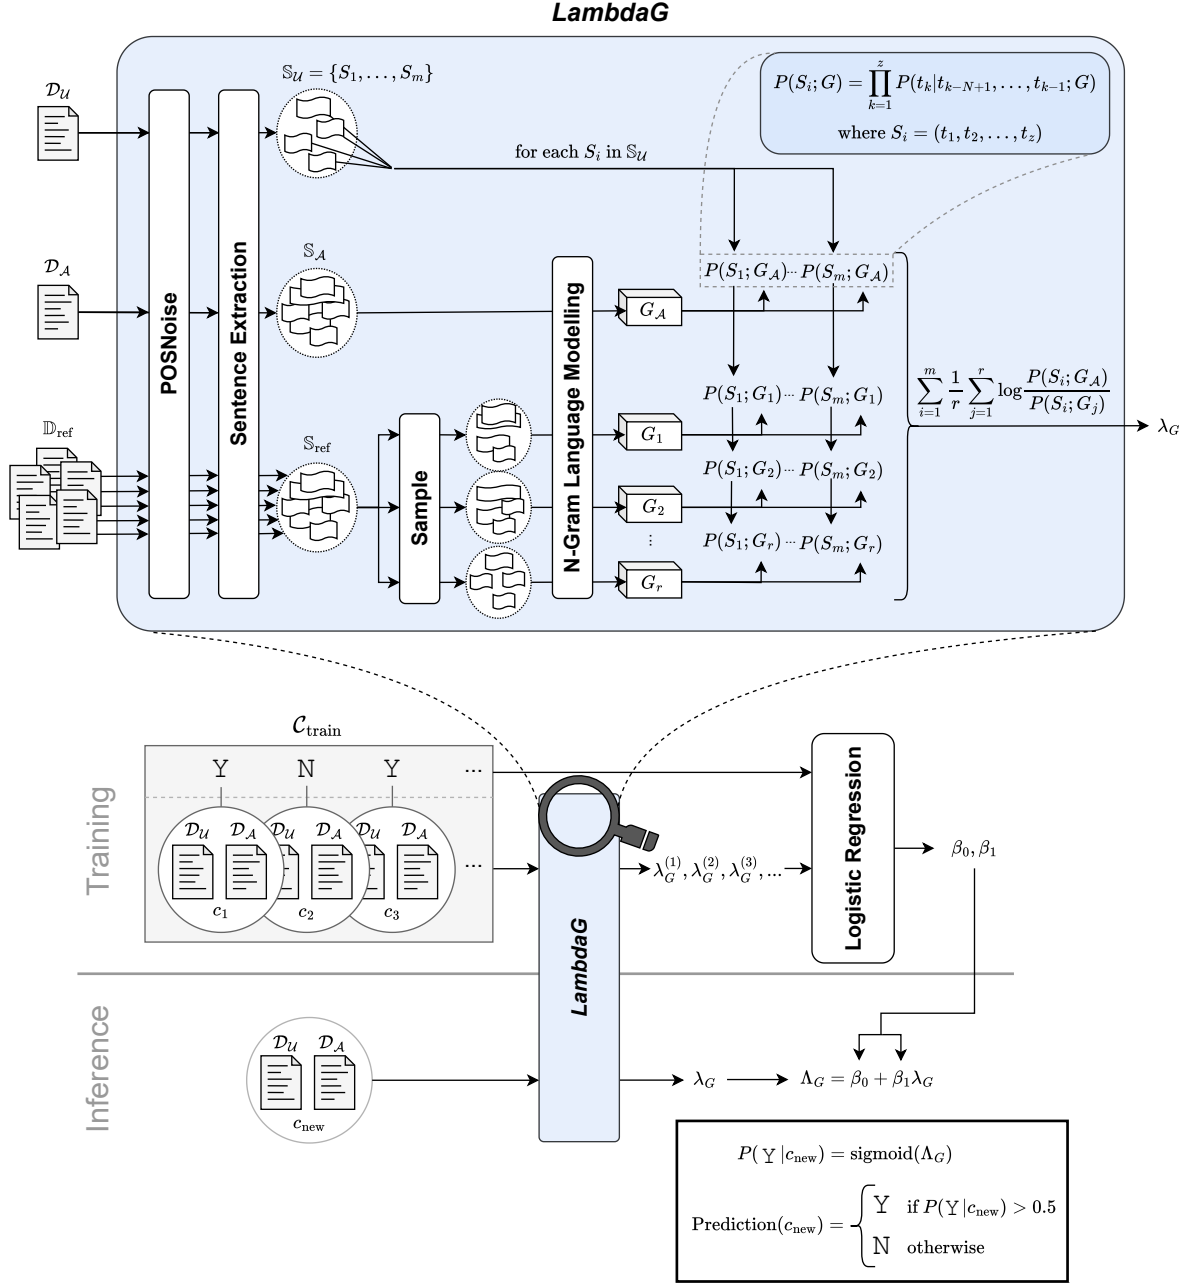 LambdaG
𝒟_𝒰
𝕊_𝒰 = {S_1, . . . , S_m}
P(S_i; G) = ∏_{k=1}^{z} P(t_k|t_{k−N+1}, . . . , t_{k−1}; G)
where S_i = (t_1, t_2, . . . , t_z)
for each S_i in 𝕊_𝒰
𝒟_𝒜
𝕊_𝒜
POSNoise
Sentence Extraction
N-Gram Language Modelling
G_𝒜
P(S_1; G_𝒜) ··· P(S_m; G_𝒜)
𝔻_ref
𝕊_ref
Sample
G_1
P(S_1; G_1) ··· P(S_m; G_1)
G_2
P(S_1; G_2) ··· P(S_m; G_2)
⋮
G_r
P(S_1; G_r) ··· P(S_m; G_r)
∑_{i=1}^{m} 1/r ∑_{j=1}^{r} log P(S_i; G_𝒜)/P(S_i; G_j)
λ_G
Training
𝒞_train
Y N Y ...
𝒟_𝒰 𝒟_𝒜 𝒟_𝒰 𝒟_𝒜 𝒟_𝒰 𝒟_𝒜
...
c_1 c_2 c_3
LambdaG
λ_G^(1), λ_G^(2), λ_G^(3), ...
Logistic Regression
β_0, β_1
Inference
𝒟_𝒰 𝒟_𝒜
c_new
λ_G
Λ_G = β_0 + β_1λ_G
P( Y |c_new) = sigmoid(Λ_G)
Prediction(c_new) = {
Y if P( Y |c_new) > 0.5
N otherwise